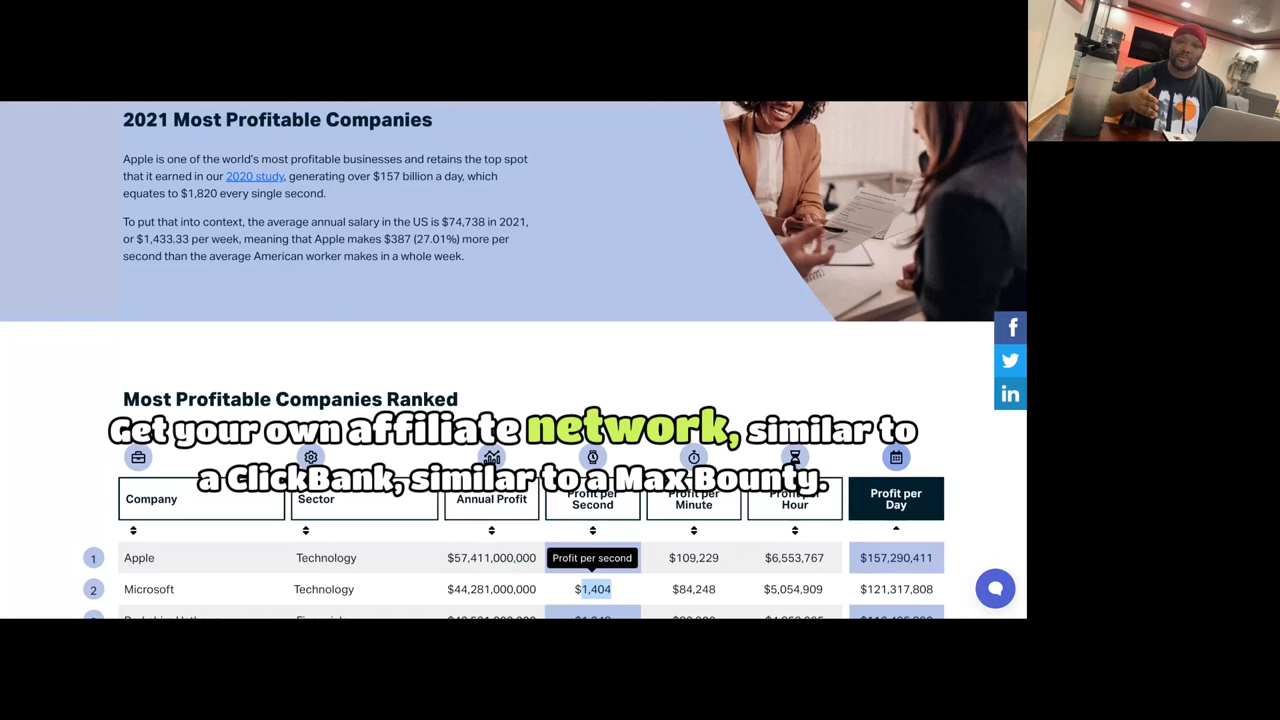 2021 Most Profitable Companies
Apple is one of the world's most profitable businesses and retains the top spot
that it earned in our 2020 study, generating over $157 billion a day, which
equates to $1,820 every single second.
To put that into context, the average annual salary in the US is $74,738 in 2021,
or $1,433.33 per week, meaning that Apple makes $387 (27.01%) more per
second than the average American worker makes in a whole week.
Most Profitable Companies Ranked
Get your own affiliate network, similar to
a ClickBank, similar to a Max Bounty.
Company Sector Annual Profit Profit per Second Profit per Minute Profit per Hour Profit per Day
1 Apple Technology $57,411,000,000 Profit per second $109,229 $6,553,767 $157,290,411
2 Microsoft Technology $44,281,000,000 $1,404 $84,248 $5,054,909 $121,317,808